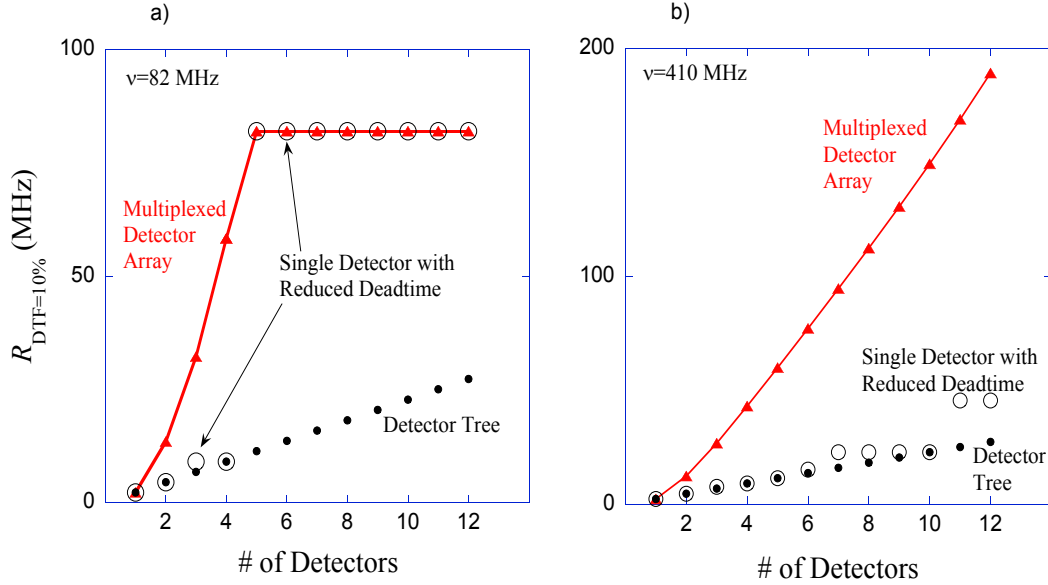 a)
100
50
0
ν=82 MHz
Multiplexed
Detector
Array
Single Detector with
Reduced Deadtime
Detector Tree
R_DTF=10% (MHz)
2 4 6 8 10 12
# of Detectors
b)
200
100
0
ν=410 MHz
Multiplexed
Detector
Array
Single Detector with
Reduced Deadtime
Detector
Tree
2 4 6 8 10 12
# of Detectors